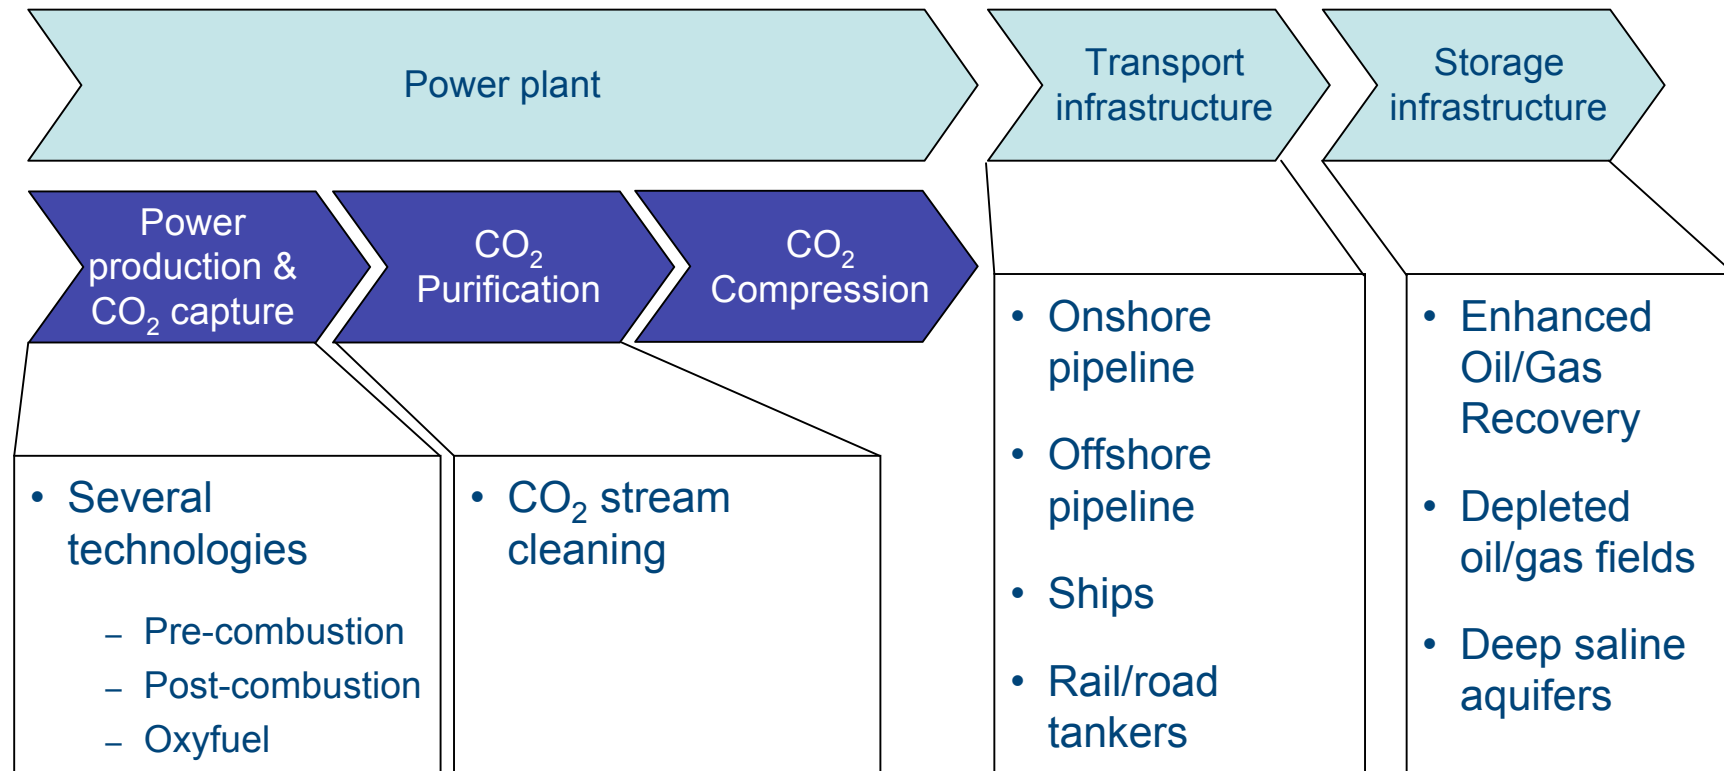 Power plant
Transport
infrastructure
Storage
infrastructure
Power
production &
CO₂ capture
CO₂
Purification
CO₂
Compression
• Several
technologies
– Pre-combustion
– Post-combustion
– Oxyfuel
• CO₂ stream
cleaning
• Onshore
pipeline
• Offshore
pipeline
• Ships
• Rail/road
tankers
• Enhanced
Oil/Gas
Recovery
• Depleted
oil/gas fields
• Deep saline
aquifers